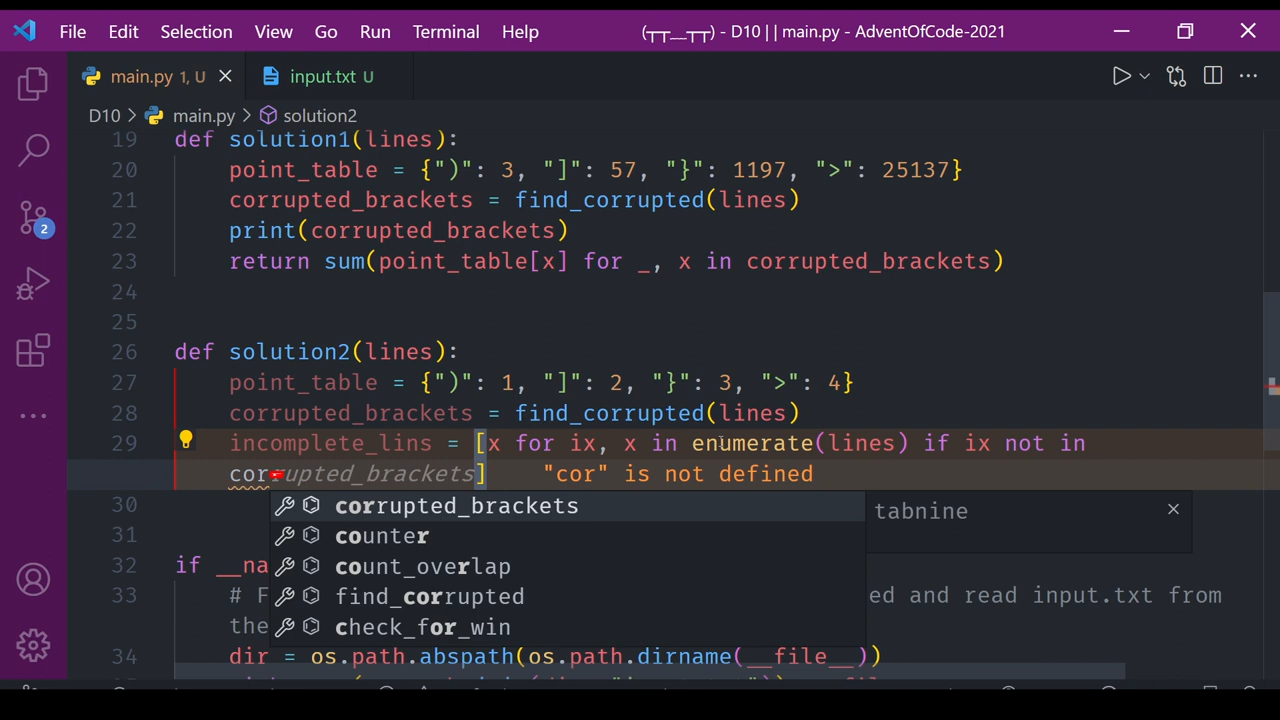 File Edit Selection View Go Run Terminal Help (┬┬﹏┬┬) - D10 || main.py - AdventOfCode-2021
main.py 1, U input.txt U
D10 > main.py > solution2
19 def solution1(lines):
20 point_table = {")": 3, "]": 57, "}": 1197, ">": 25137}
21 corrupted_brackets = find_corrupted(lines)
22 print(corrupted_brackets)
23 return sum(point_table[x] for _, x in corrupted_brackets)
24
25
26 def solution2(lines):
27 point_table = {")": 1, "]": 2, "}": 3, ">": 4}
28 corrupted_brackets = find_corrupted(lines)
29 incomplete_lins = [x for ix, x in enumerate(lines) if ix not in
corrupted_brackets] "cor" is not defined
30 corrupted_brackets tabnine
31 counter
count_overlap
32 if __na
33 # F find_corrupted ed and read input.txt from
the check_for_win
34 dir = os.path.abspath(os.path.dirname(__file__))
2